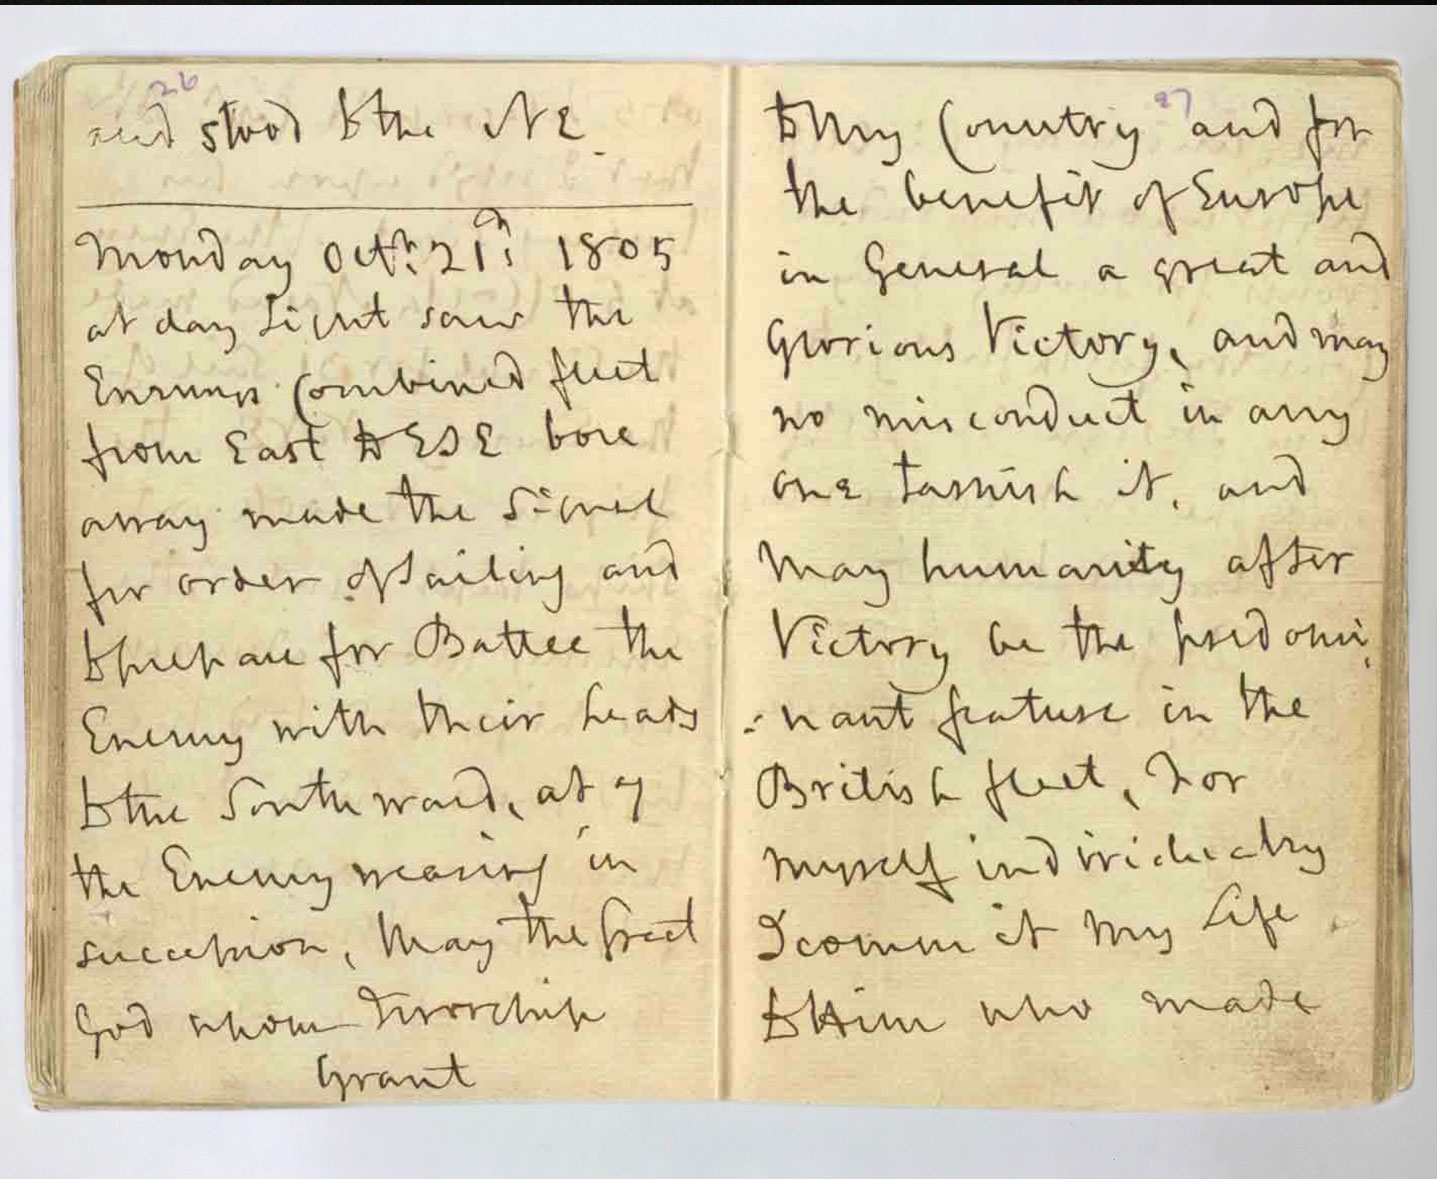 26
and stood to the NE.
Monday Octr: 21st: 1805
at day Light saw the
Enemys Combined fleet
from East to ESE bore
away made the Signal
for order of Sailing and
to prepare for Battle the
Enemy with their heads
to the Southward, at 7
the Enemy wearing in
succession, May the Great
God whom I worship
Grant
27
to my Country and for
the benefit of Europe
in General a great and
Glorious Victory, and may
no misconduct in any
one tarnish it, and
May humanity after
Victory be the predomi
-nant feature in the
British fleet, For
myself individually
I commit my Life
to Him who made